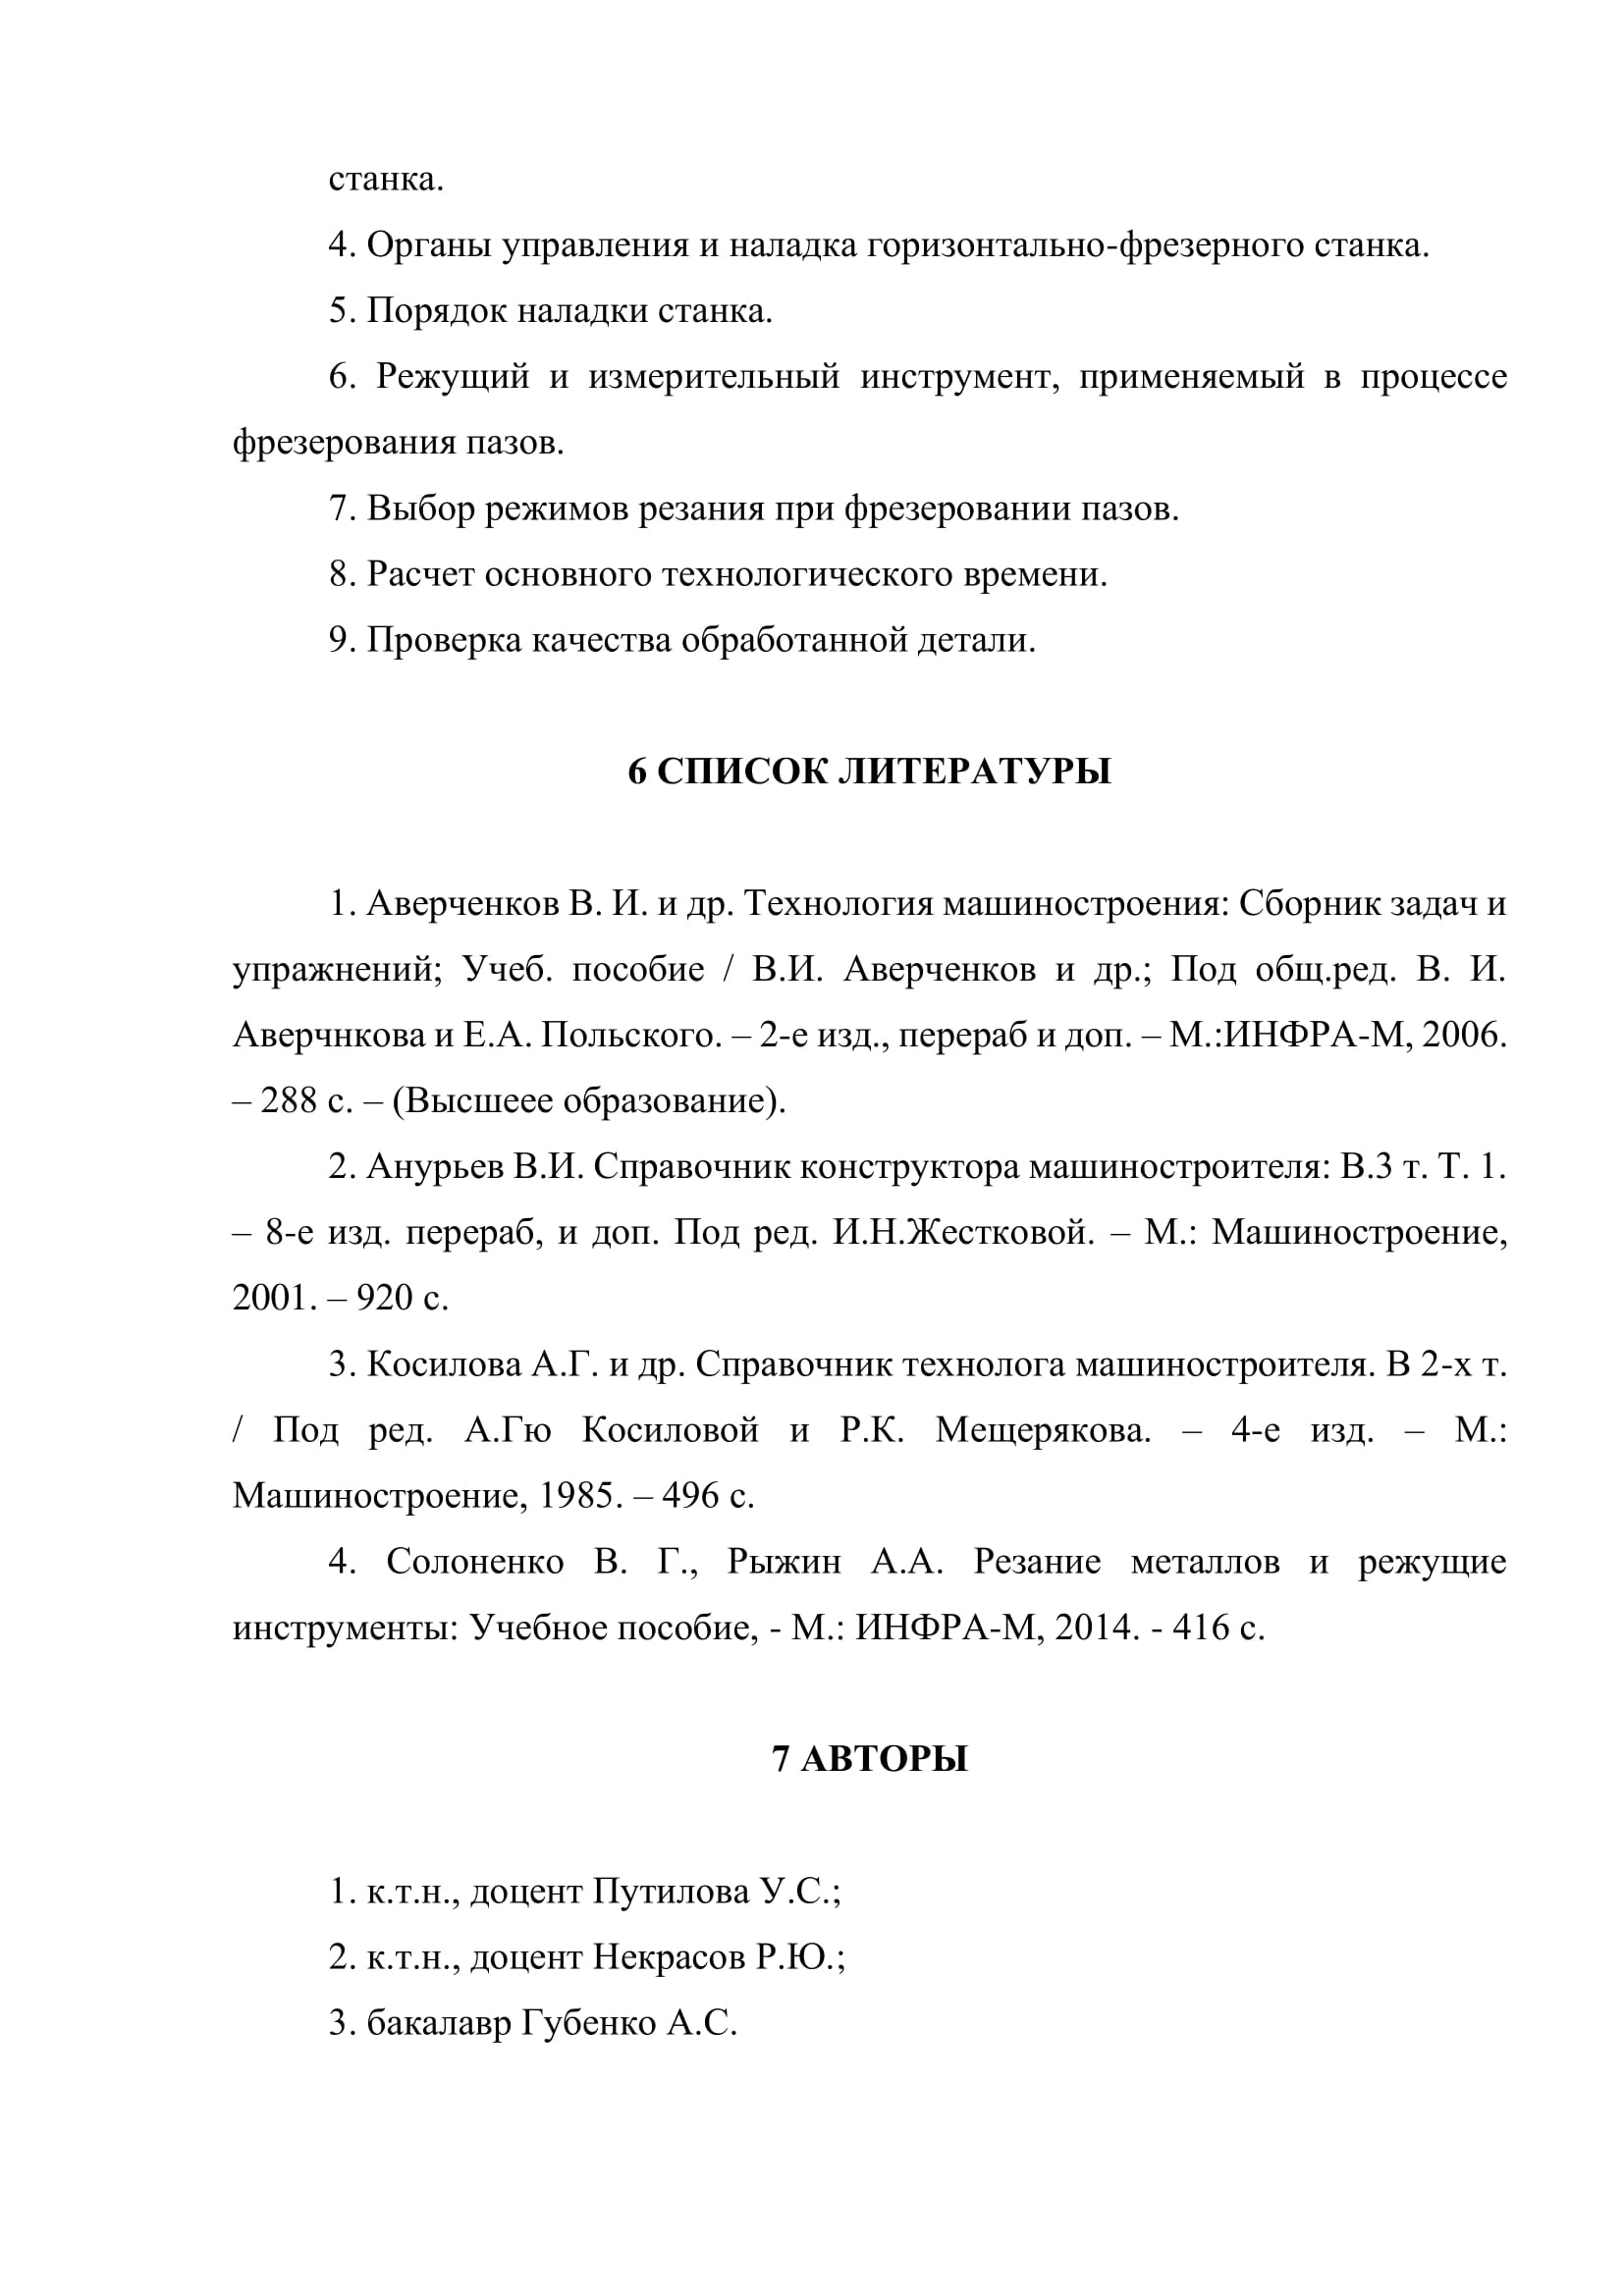 станка.
4. Органы управления и наладка горизонтально-фрезерного станка.
5. Порядок наладки станка.
6. Режущий и измерительный инструмент, применяемый в процессе
фрезерования пазов.
7. Выбор режимов резания при фрезеровании пазов.
8. Расчет основного технологического времени.
9. Проверка качества обработанной детали.
6 СПИСОК ЛИТЕРАТУРЫ
1. Аверченков В. И. и др. Технология машиностроения: Сборник задач и
упражнений; Учеб. пособие / В.И. Аверченков и др.; Под общ.ред. В. И.
Аверчнкова и Е.А. Польского. – 2-е изд., перераб и доп. – М.:ИНФРА-М, 2006.
– 288 с. – (Высшеее образование).
2. Анурьев В.И. Справочник конструктора машиностроителя: В.3 т. Т. 1.
– 8-е изд. перераб, и доп. Под ред. И.Н.Жестковой. – М.: Машиностроение,
2001. – 920 с.
3. Косилова А.Г. и др. Справочник технолога машиностроителя. В 2-х т.
/ Под ред. А.Гю Косиловой и Р.К. Мещерякова. – 4-е изд. – М.:
Машиностроение, 1985. – 496 с.
4. Солоненко В. Г., Рыжин А.А. Резание металлов и режущие
инструменты: Учебное пособие, - М.: ИНФРА-М, 2014. - 416 с.
7 АВТОРЫ
1. к.т.н., доцент Путилова У.С.;
2. к.т.н., доцент Некрасов Р.Ю.;
3. бакалавр Губенко А.С.